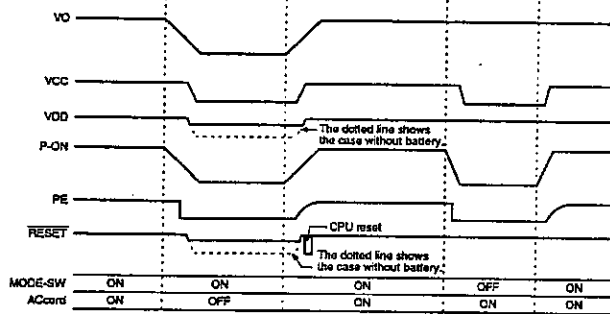 VO
VCC
VDD
The dotted line shows
the case without battery.
P-ON
PE
CPU reset
RESET
The dotted line shows
the case without battery.
MODE-SW ON ON ON OFF ON
ACcord ON OFF ON ON ON